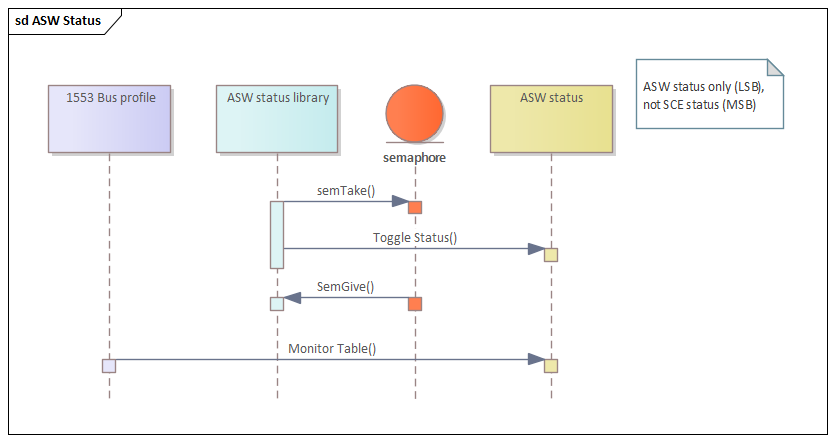 sd ASW Status
1553 Bus profile
ASW status library
semaphore
ASW status
ASW status only (LSB),
not SCE status (MSB)
semTake()
Toggle Status()
SemGive()
Monitor Table()